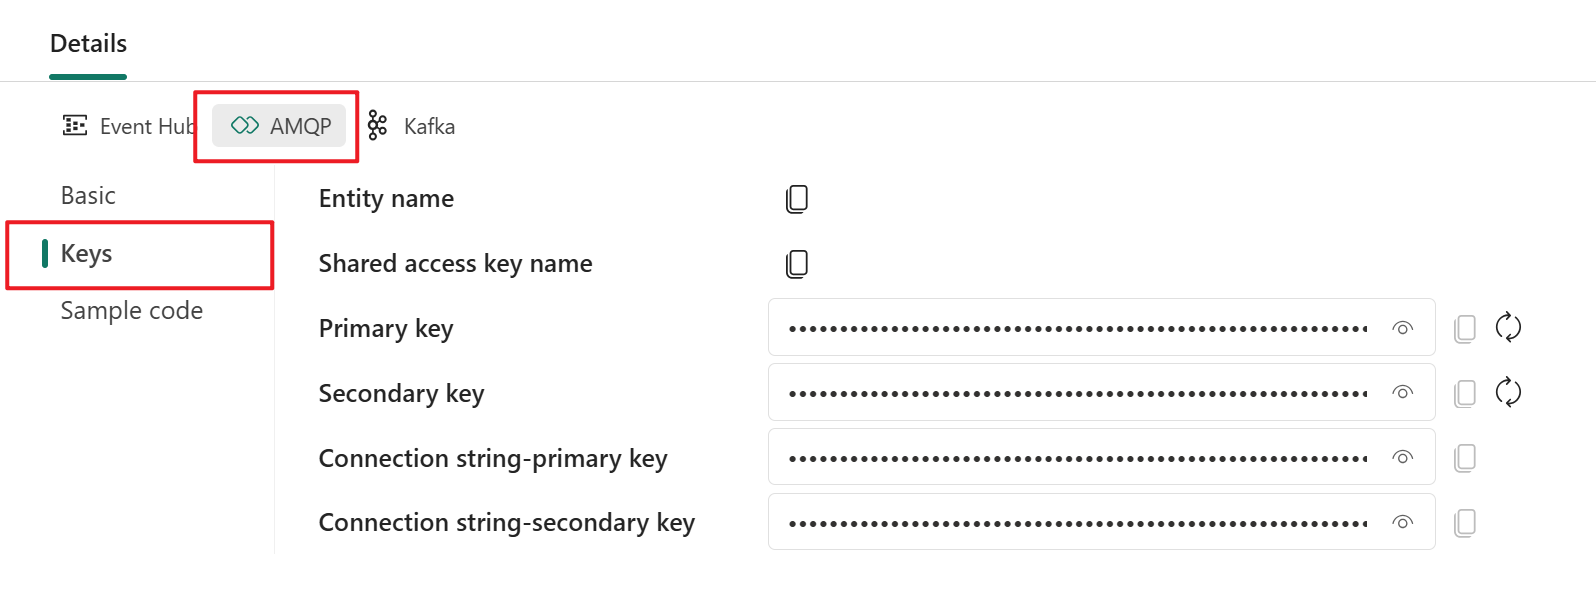 Details
Event Hub AMQP Kafka
Basic
Keys
Sample code
Entity name
Shared access key name
Primary key
Secondary key
Connection string-primary key
Connection string-secondary key